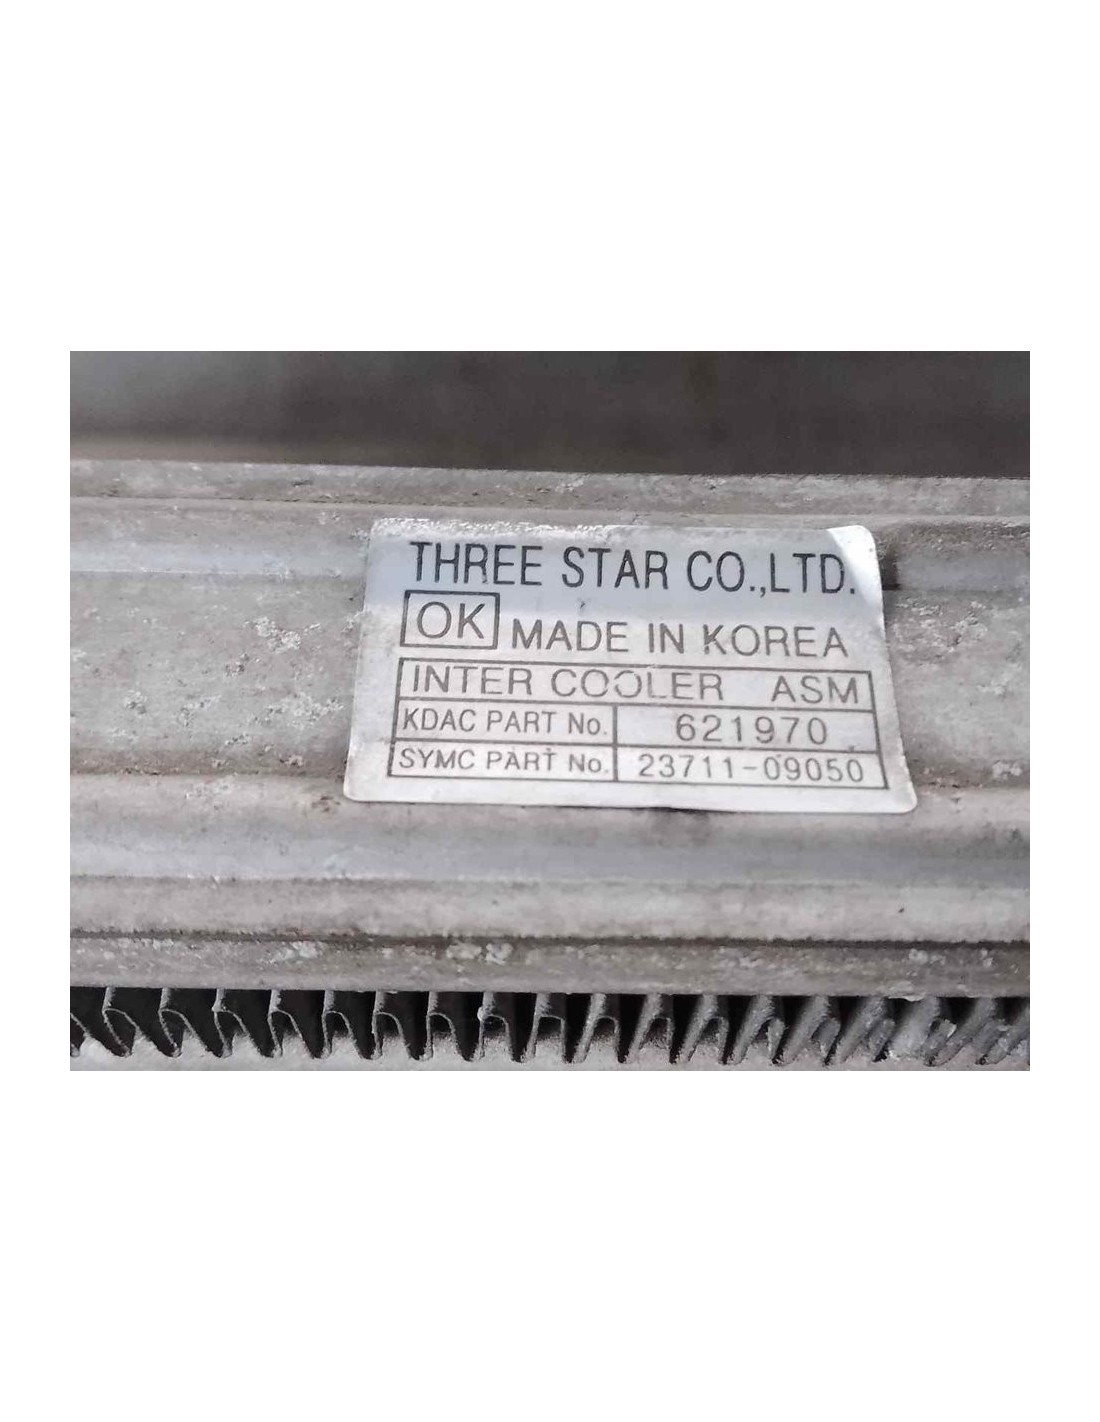 THREE STAR CO.,LTD.
OK MADE IN KOREA
INTER COOLER ASM
KDAC PART No. 621970
SYMC PART No. 23711-09050